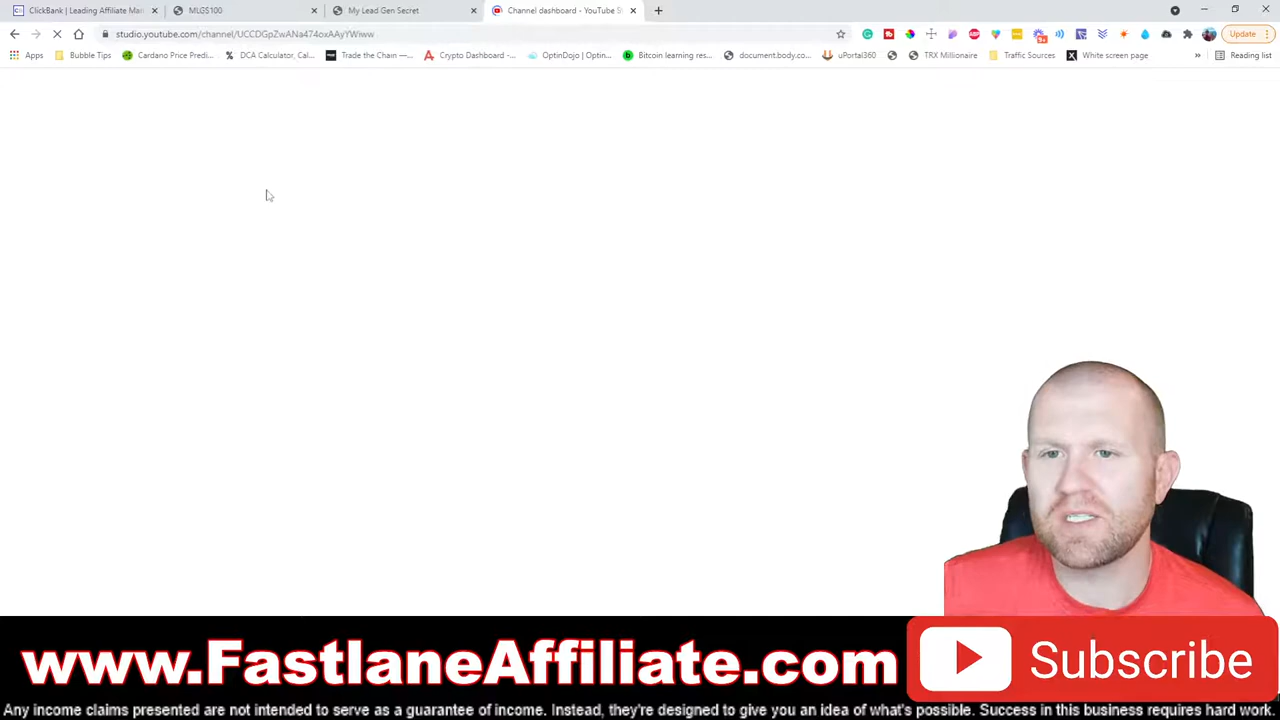 ClickBank | Leading Affiliate Mar
MLGS100
My Lead Gen Secret
Channel dashboard - YouTube S
studio.youtube.com/channel/UCCDGpZwANa474oxAAyYWiww
Update
Apps
Bubble Tips
Cardano Price Predi...
DCA Calculator, Cal...
Trade the Chain —...
Crypto Dashboard -...
OptinDojo | Optin...
Bitcoin learning res...
document.body.co...
uPortal360
TRX Millionaire
Traffic Sources
White screen page
»
Reading list
www.FastlaneAffiliate.com
Subscribe
Any income claims presented are not intended to serve as a guarantee of income. Instead, they're designed to give you an idea of what's possible. Success in this business requires hard work.